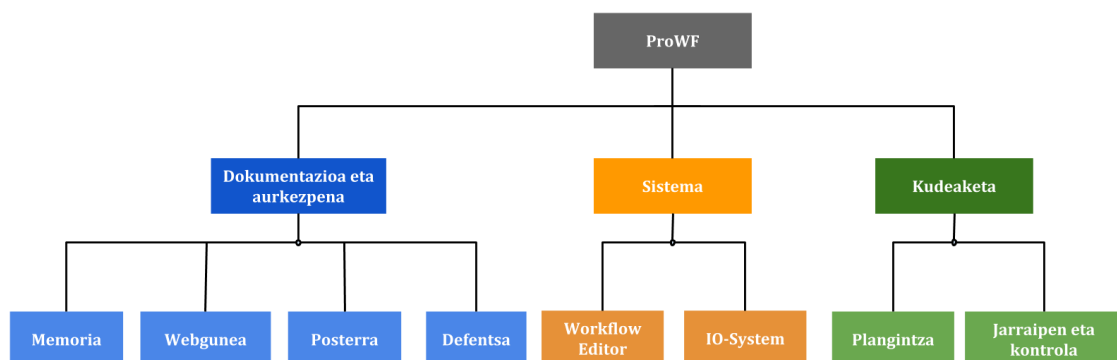 ProWF
Dokumentazioa eta
aurkezpena
Sistema
Kudeaketa
Memoria
Webgunea
Posterra
Defentsa
Workflow
Editor
IO-System
Plangintza
Jarraipen eta
kontrola